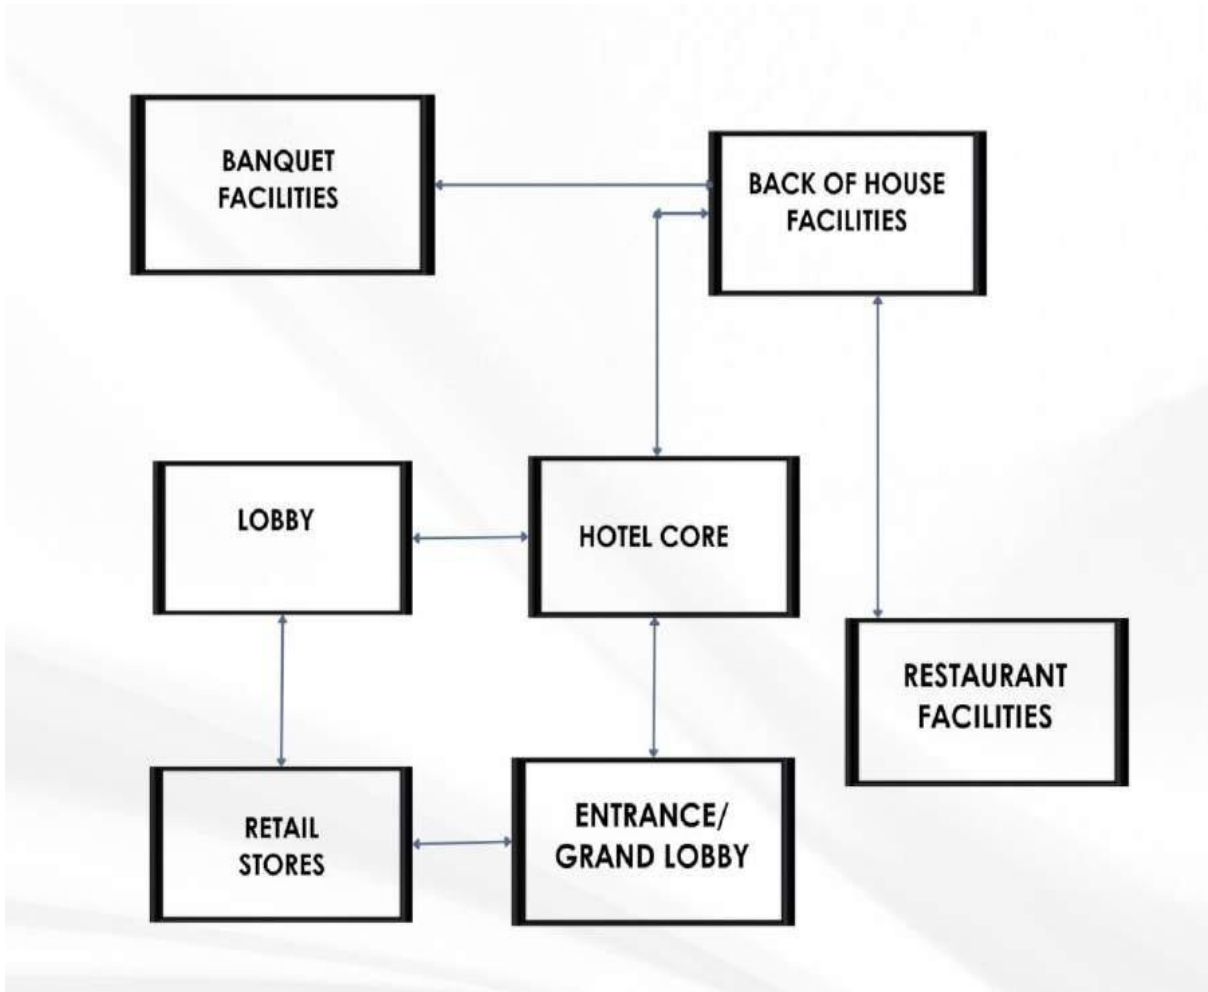 BANQUET
FACILITIES
BACK OF HOUSE
FACILITIES
LOBBY
HOTEL CORE
RESTAURANT
FACILITIES
RETAIL
STORES
ENTRANCE/
GRAND LOBBY